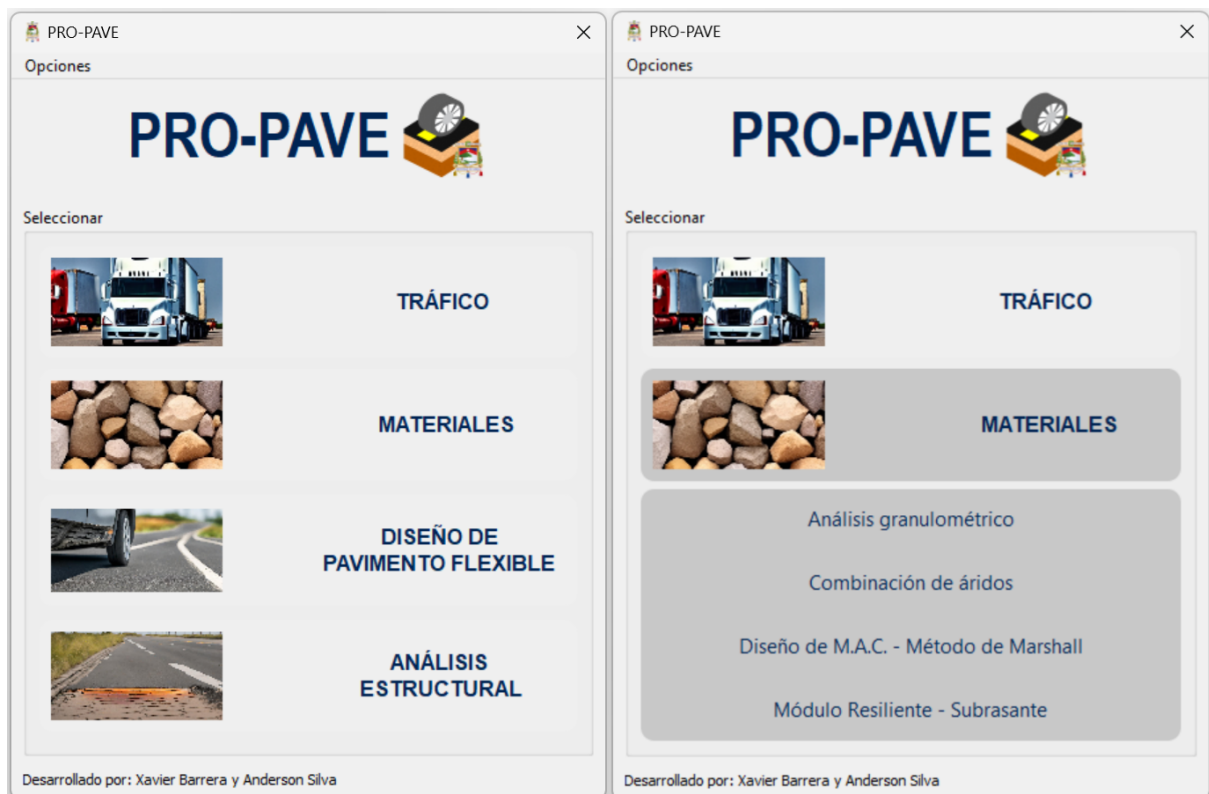 PRO-PAVE
Opciones
PRO-PAVE
Seleccionar
TRÁFICO
MATERIALES
DISEÑO DE
PAVIMENTO FLEXIBLE
ANÁLISIS
ESTRUCTURAL
Desarrollado por: Xavier Barrera y Anderson Silva
PRO-PAVE
Opciones
PRO-PAVE
Seleccionar
TRÁFICO
MATERIALES
Análisis granulométrico
Combinación de áridos
Diseño de M.A.C. - Método de Marshall
Módulo Resiliente - Subrasante
Desarrollado por: Xavier Barrera y Anderson Silva